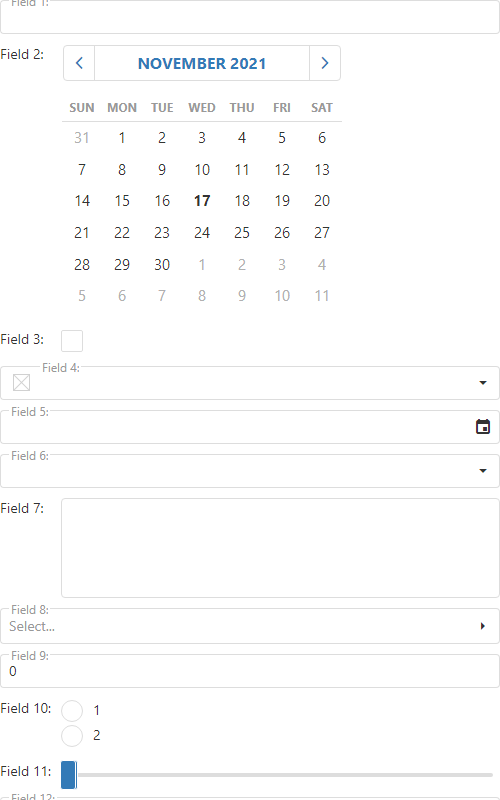 Field 1:
Field 2:
NOVEMBER 2021
SUN MON TUE WED THU FRI SAT
31 1 2 3 4 5 6
7 8 9 10 11 12 13
14 15 16 17 18 19 20
21 22 23 24 25 26 27
28 29 30 1 2 3 4
5 6 7 8 9 10 11
Field 3:
Field 4:
Field 5:
Field 6:
Field 7:
Field 8:
Select...
Field 9:
0
Field 10:
1
2
Field 11:
Field 12: